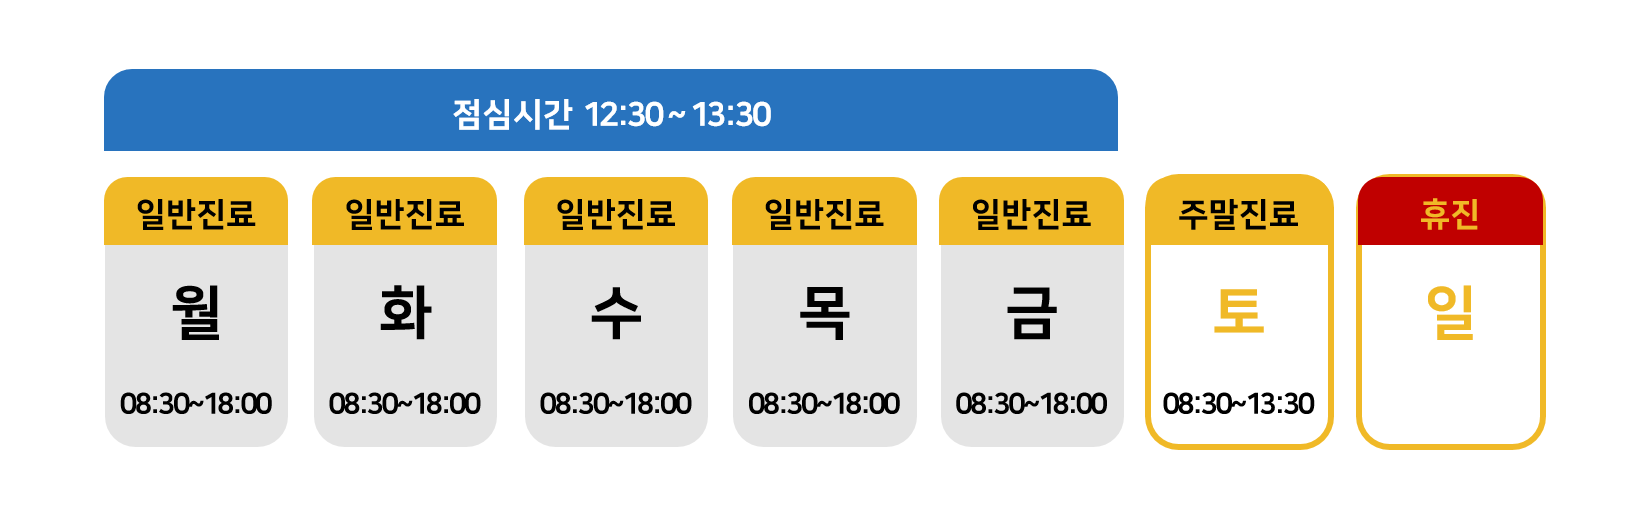 점심시간 12:30~13:30
일반진료 일반진료 일반진료 일반진료 일반진료 주말진료 휴진
월 화 수 목 금 토 일
08:30~18:00 08:30~18:00 08:30~18:00 08:30~18:00 08:30~18:00 08:30~13:30